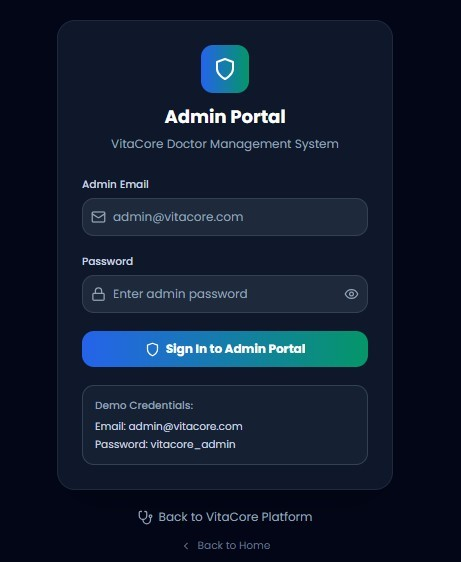 Admin Portal
VitaCore Doctor Management System
Admin Email
admin@vitacore.com
Password
Enter admin password
Sign In to Admin Portal
Demo Credentials:
Email: admin@vitacore.com
Password: vitacore_admin
Back to VitaCore Platform
Back to Home